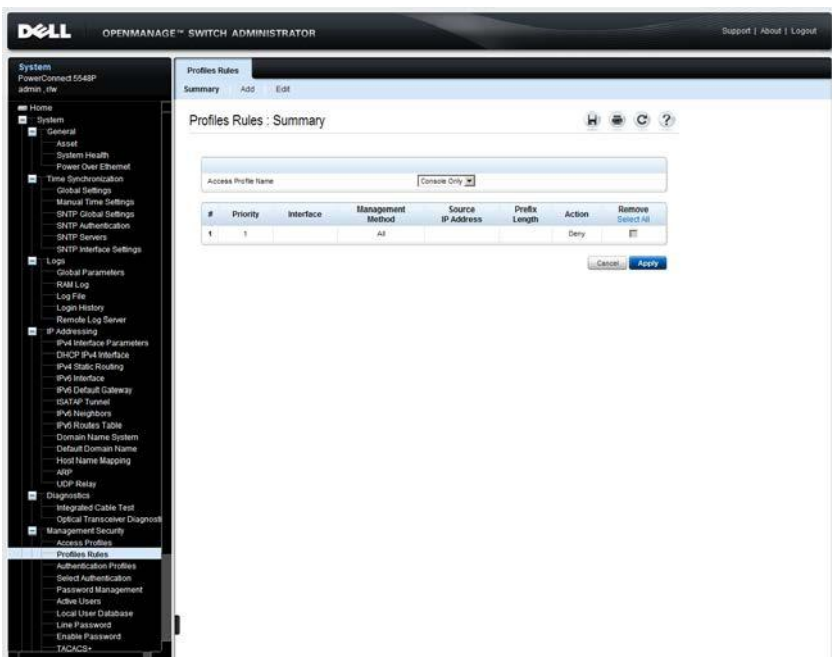 DELL
OPENMANAGE™ SWITCH ADMINISTRATOR
Support | About | Logout
System
PowerConnect 5548P
admin , r/w
Home
System
General
Asset
System Health
Power Over Ethernet
Time Synchronization
Global Settings
Manual Time Settings
SNTP Global Settings
SNTP Authentication
SNTP Servers
SNTP Interface Settings
Logs
Global Parameters
RAM Log
Log File
Login History
Remote Log Server
IP Addressing
IPv4 Interface Parameters
DHCP IPv4 Interface
IPv4 Static Routing
IPv6 Interface
IPv6 Default Gateway
ISATAP Tunnel
IPv6 Neighbors
IPv6 Routes Table
Domain Name System
Default Domain Name
Host Name Mapping
ARP
UDP Relay
Diagnostics
Integrated Cable Test
Optical Transceiver Diagnosti
Management Security
Access Profiles
Profiles Rules
Authentication Profiles
Select Authentication
Password Management
Active Users
Local User Database
Line Password
Enable Password
TACACS+
Profiles Rules
Summary Add Edit
Profiles Rules : Summary
?
Access Profile Name Console Only
# Priority Interface Management Method Source IP Address Prefix Length Action Remove Select All
1 1 All Deny
Cancel Apply